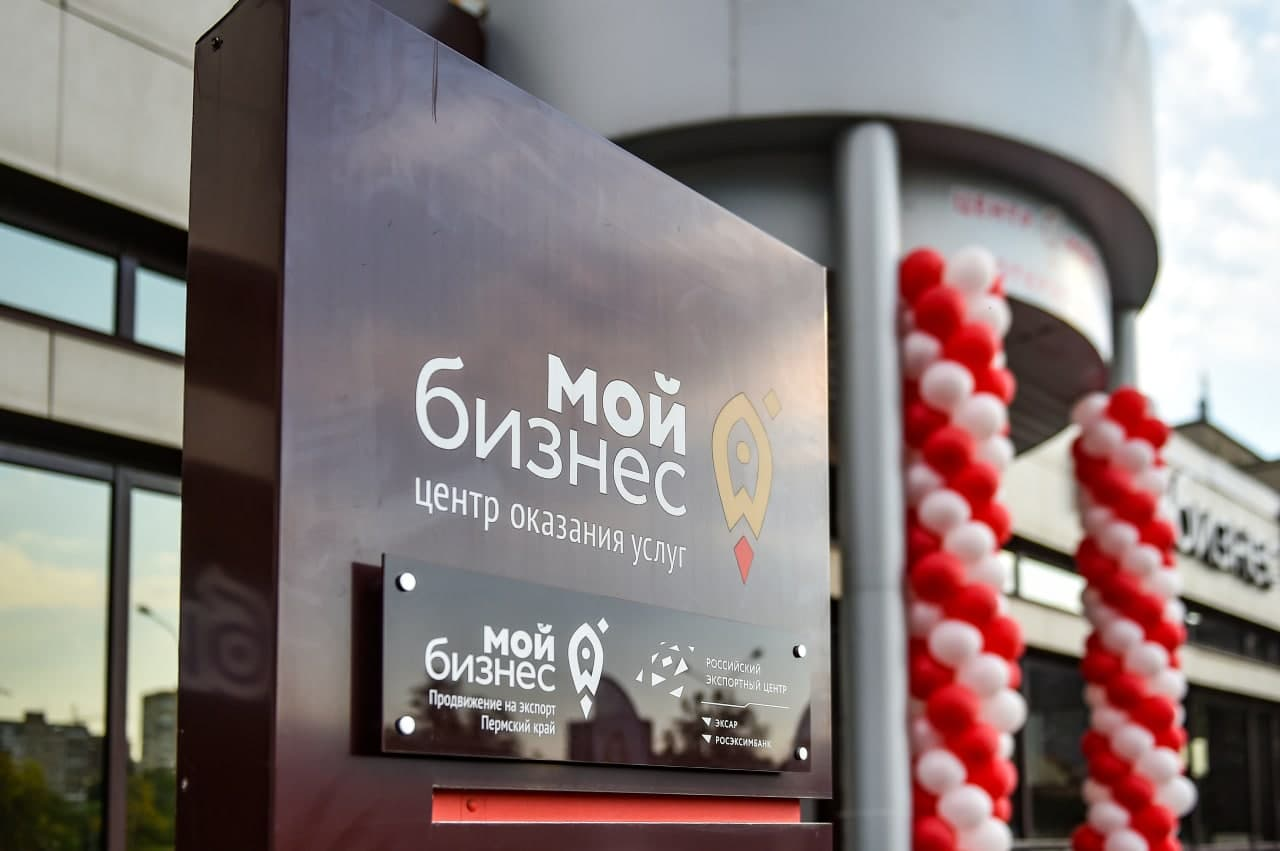 мой
бизнес
центр оказания услуг
мой
бизнес
Продвижение на экспорт
Пермский край
РОССИЙСКИЙ
ЭКСПОРТНЫЙ ЦЕНТР
ЭКСАР
РОСЭКСИМБАНК